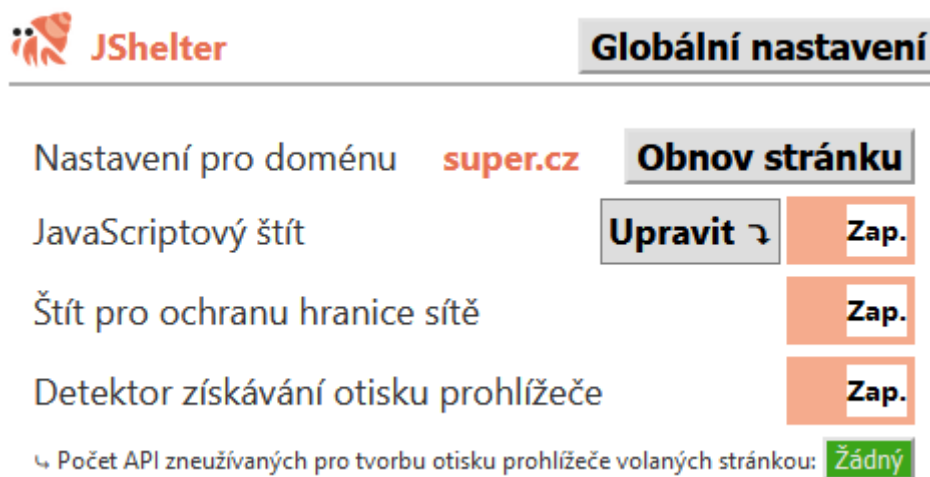 JShelter Globální nastavení
Nastavení pro doménu super.cz Obnov stránku
JavaScriptový štít Upravit ⤵ Zap.
Štít pro ochranu hranice sítě Zap.
Detektor získávání otisku prohlížeče Zap.
⤷ Počet API zneužívaných pro tvorbu otisku prohlížeče volaných stránkou: Žádný